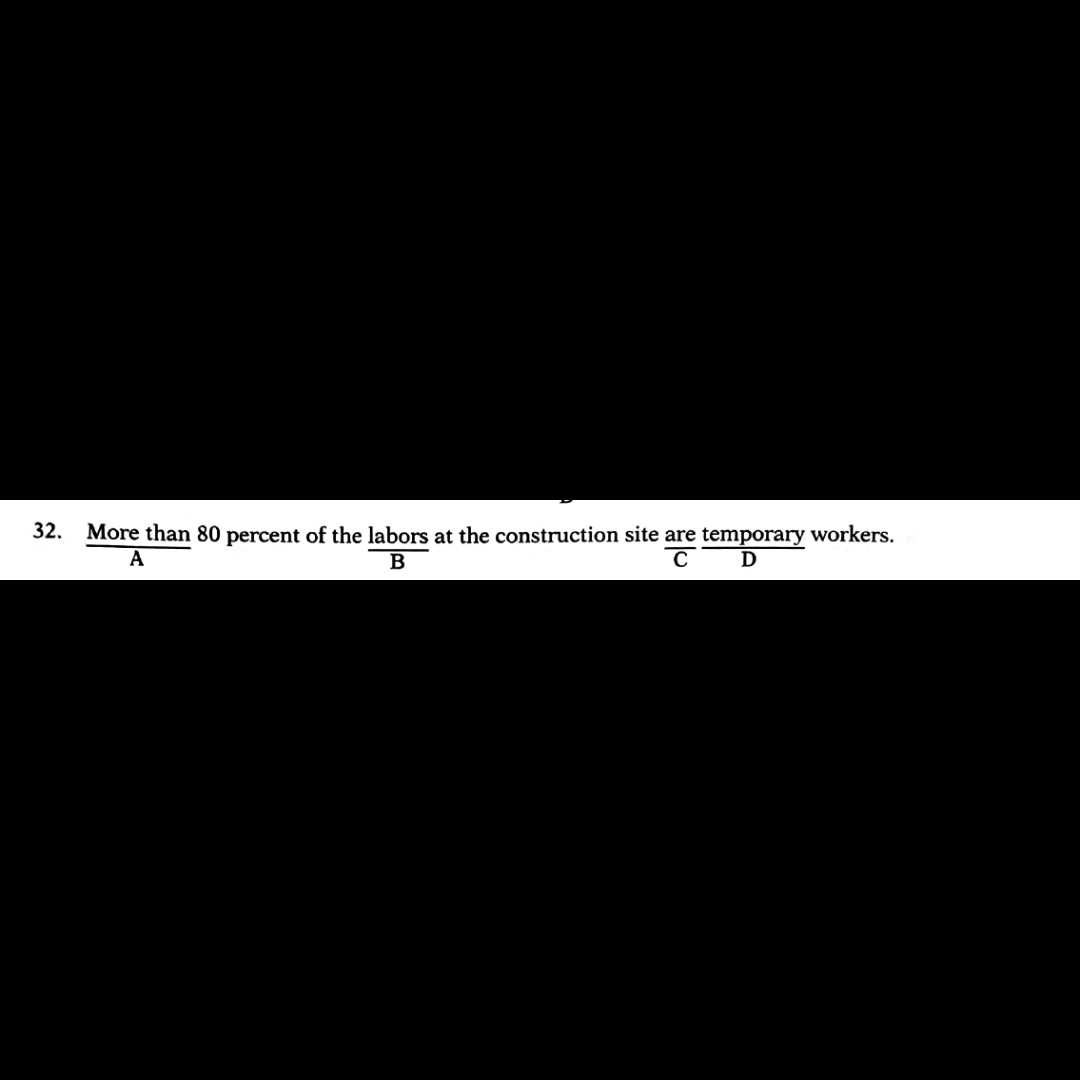 32. More than 80 percent of the labors at the construction site are temporary workers.
A B C D